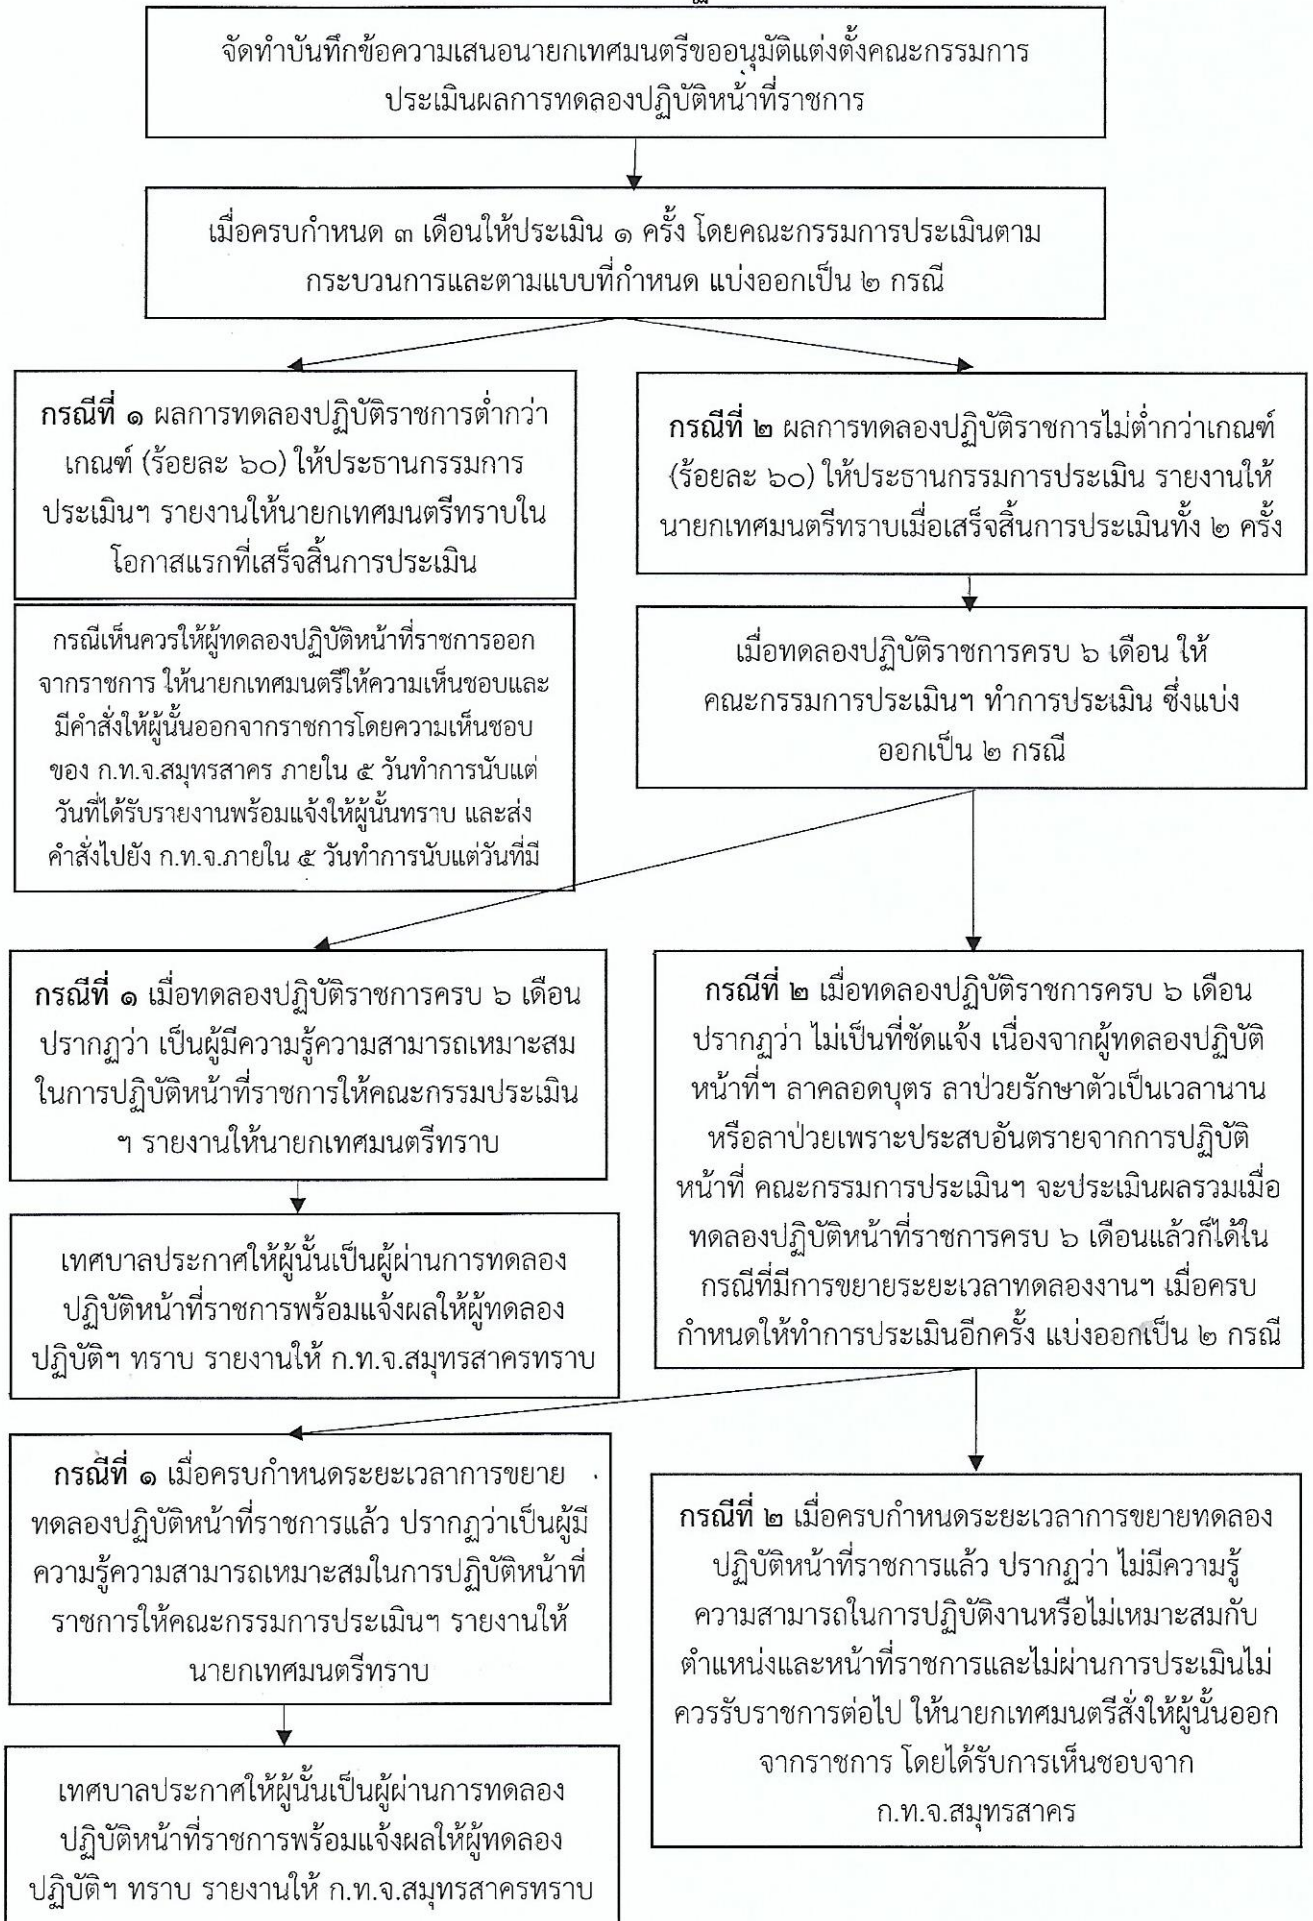 จัดทำบันทึกข้อความเสนอนายกเทศมนตรีขออนุมัติแต่งตั้งคณะกรรมการ
ประเมินผลการทดลองปฏิบัติหน้าที่ราชการ
เมื่อครบกำหนด ๓ เดือนให้ประเมิน ๑ ครั้ง โดยคณะกรรมการประเมินตาม
กระบวนการและตามแบบที่กำหนด แบ่งออกเป็น ๒ กรณี
กรณีที่ ๑ ผลการทดลองปฏิบัติราชการต่ำกว่า
เกณฑ์ (ร้อยละ ๖๐) ให้ประธานกรรมการ
ประเมินฯ รายงานให้นายกเทศมนตรีทราบใน
โอกาสแรกที่เสร็จสิ้นการประเมิน
กรณีที่ ๒ ผลการทดลองปฏิบัติราชการไม่ต่ำกว่าเกณฑ์
(ร้อยละ ๖๐) ให้ประธานกรรมการประเมิน รายงานให้
นายกเทศมนตรีทราบเมื่อเสร็จสิ้นการประเมินทั้ง ๒ ครั้ง
กรณีเห็นควรให้ผู้ทดลองปฏิบัติหน้าที่ราชการออก
จากราชการ ให้นายกเทศมนตรีให้ความเห็นชอบและ
มีคำสั่งให้ผู้นั้นออกจากราชการโดยความเห็นชอบ
ของ ก.ท.จ.สมุทรสาคร ภายใน ๕ วันทำการนับแต่
วันที่ได้รับรายงานพร้อมแจ้งให้ผู้นั้นทราบ และส่ง
คำสั่งไปยัง ก.ท.จ.ภายใน ๕ วันทำการนับแต่วันที่มี
เมื่อทดลองปฏิบัติราชการครบ ๖ เดือน ให้
คณะกรรมการประเมินฯ ทำการประเมิน ซึ่งแบ่ง
ออกเป็น ๒ กรณี
กรณีที่ ๑ เมื่อทดลองปฏิบัติราชการครบ ๖ เดือน
ปรากฏว่า เป็นผู้มีความรู้ความสามารถเหมาะสม
ในการปฏิบัติหน้าที่ราชการให้คณะกรรมประเมิน
ฯ รายงานให้นายกเทศมนตรีทราบ
กรณีที่ ๒ เมื่อทดลองปฏิบัติราชการครบ ๖ เดือน
ปรากฏว่า ไม่เป็นที่ชัดแจ้ง เนื่องจากผู้ทดลองปฏิบัติ
หน้าที่ฯ ลาคลอดบุตร ลาป่วยรักษาตัวเป็นเวลานาน
หรือลาป่วยเพราะประสบอันตรายจากการปฏิบัติ
หน้าที่ คณะกรรมการประเมินฯ จะประเมินผลรวมเมื่อ
ทดลองปฏิบัติหน้าที่ราชการครบ ๖ เดือนแล้วก็ได้ใน
กรณีที่มีการขยายระยะเวลาทดลองงานฯ เมื่อครบ
กำหนดให้ทำการประเมินอีกครั้ง แบ่งออกเป็น ๒ กรณี
เทศบาลประกาศให้ผู้นั้นเป็นผู้ผ่านการทดลอง
ปฏิบัติหน้าที่ราชการพร้อมแจ้งผลให้ผู้ทดลอง
ปฏิบัติฯ ทราบ รายงานให้ ก.ท.จ.สมุทรสาครทราบ
กรณีที่ ๑ เมื่อครบกำหนดระยะเวลาการขยาย
ทดลองปฏิบัติหน้าที่ราชการแล้ว ปรากฏว่าเป็นผู้มี
ความรู้ความสามารถเหมาะสมในการปฏิบัติหน้าที่
ราชการให้คณะกรรมการประเมินฯ รายงานให้
นายกเทศมนตรีทราบ
กรณีที่ ๒ เมื่อครบกำหนดระยะเวลาการขยายทดลอง
ปฏิบัติหน้าที่ราชการแล้ว ปรากฏว่า ไม่มีความรู้
ความสามารถในการปฏิบัติงานหรือไม่เหมาะสมกับ
ตำแหน่งและหน้าที่ราชการและไม่ผ่านการประเมินไม่
ควรรับราชการต่อไป ให้นายกเทศมนตรีสั่งให้ผู้นั้นออก
จากราชการ โดยได้รับการเห็นชอบจาก
ก.ท.จ.สมุทรสาคร
เทศบาลประกาศให้ผู้นั้นเป็นผู้ผ่านการทดลอง
ปฏิบัติหน้าที่ราชการพร้อมแจ้งผลให้ผู้ทดลอง
ปฏิบัติฯ ทราบ รายงานให้ ก.ท.จ.สมุทรสาครทราบ